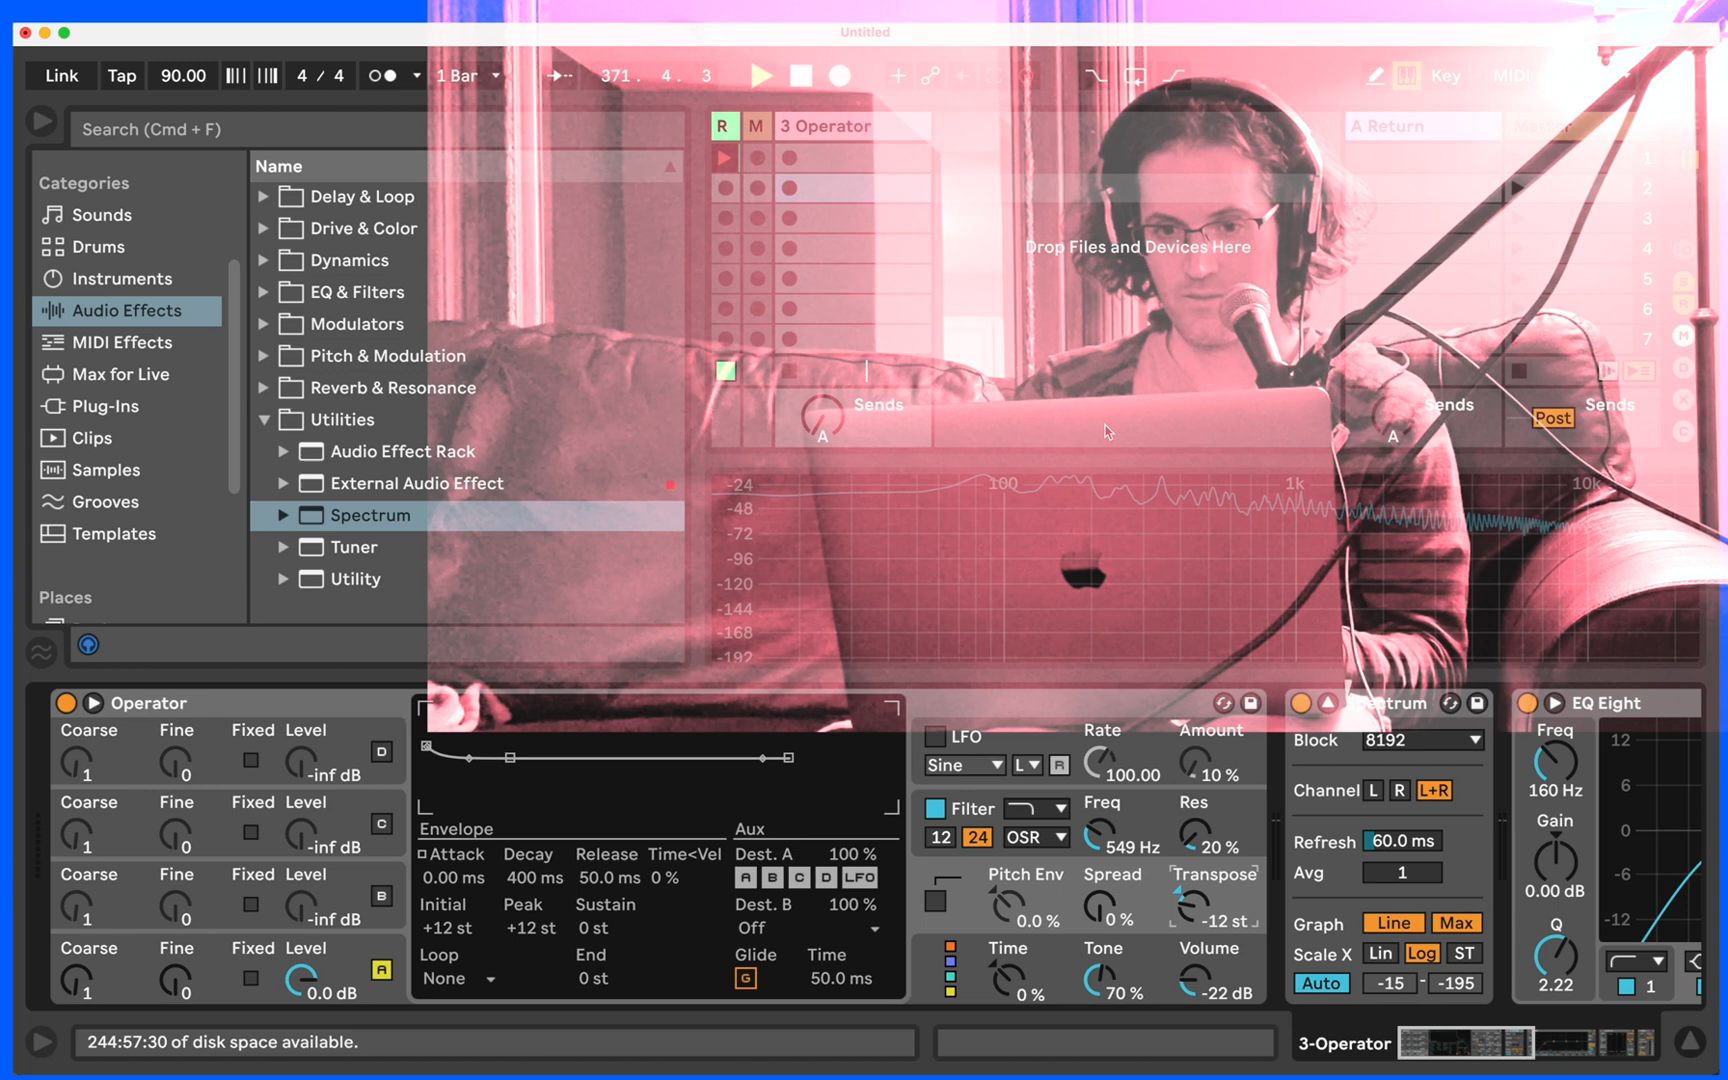 Untitled
Link Tap 90.00 4 / 4 1 Bar 371. 4. 3 Key MIDI
Search (Cmd + F)
R M 3 Operator A Return Master
Categories
Sounds
Drums
Instruments
Audio Effects
MIDI Effects
Max for Live
Plug-Ins
Clips
Samples
Grooves
Templates
Places
Name
Delay & Loop
Drive & Color
Dynamics
EQ & Filters
Modulators
Pitch & Modulation
Reverb & Resonance
Utilities
Audio Effect Rack
External Audio Effect
Spectrum
Tuner
Utility
Drop Files and Devices Here
1
2
3
4
5
6
7
S
R
M
D
X
C
Sends Sends Sends
A A Post
-24 100 1k 10k
-48
-72
-96
-120
-144
-168
-192
Operator
Coarse Fine Fixed Level D
1 0 -inf dB
Coarse Fine Fixed Level C
1 0 -inf dB
Coarse Fine Fixed Level B
1 0 -inf dB
Coarse Fine Fixed Level A
1 0 0.0 dB
Envelope Aux
Attack Decay Release Time<Vel Dest. A 100 %
0.00 ms 400 ms 50.0 ms 0 % A B C D LFO
Initial Peak Sustain Dest. B 100 %
+12 st +12 st 0 st Off
Loop End Glide Time
None 0 st G 50.0 ms
LFO Rate Amount
Sine L R 100.00 10 %
Filter Freq Res
12 24 OSR 549 Hz 20 %
Pitch Env Spread Transpose
0.0 % 0 % -12 st
Time Tone Volume
0 % 70 % -22 dB
Spectrum
Block 8192
Channel L R L+R
Refresh 60.0 ms
Avg 1
Graph Line Max
Scale X Lin Log ST
Auto -15 - -195
EQ Eight
Freq
160 Hz
Gain
0.00 dB
Q
2.22
12
6
0
-6
-12
1
244:57:30 of disk space available.
3-Operator